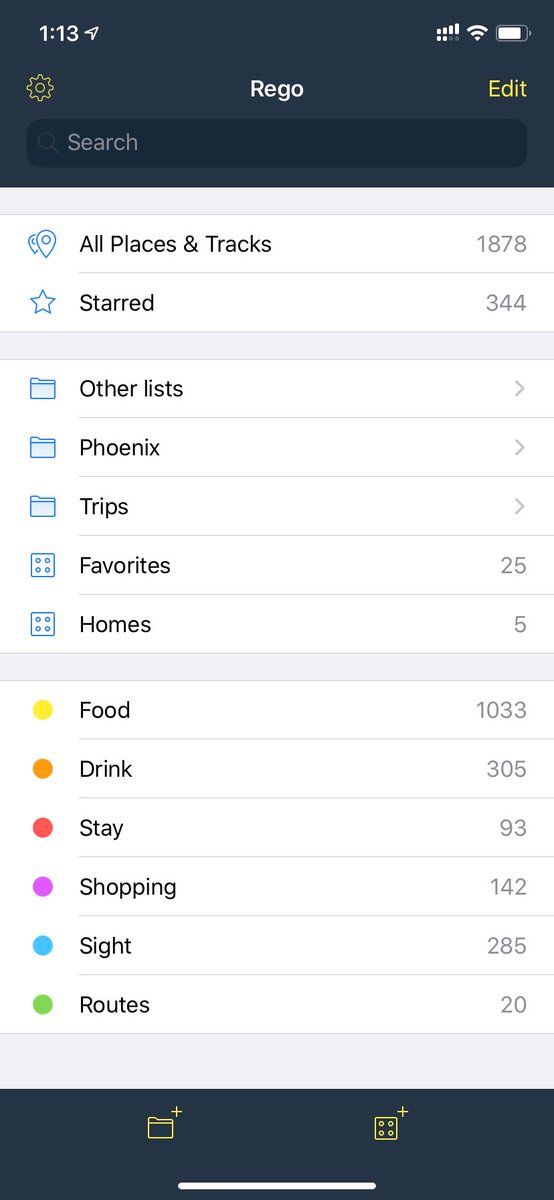 1:13
Rego
Edit
Search
All Places & Tracks 1878
Starred 344
Other lists
Phoenix
Trips
Favorites 25
Homes 5
Food 1033
Drink 305
Stay 93
Shopping 142
Sight 285
Routes 20